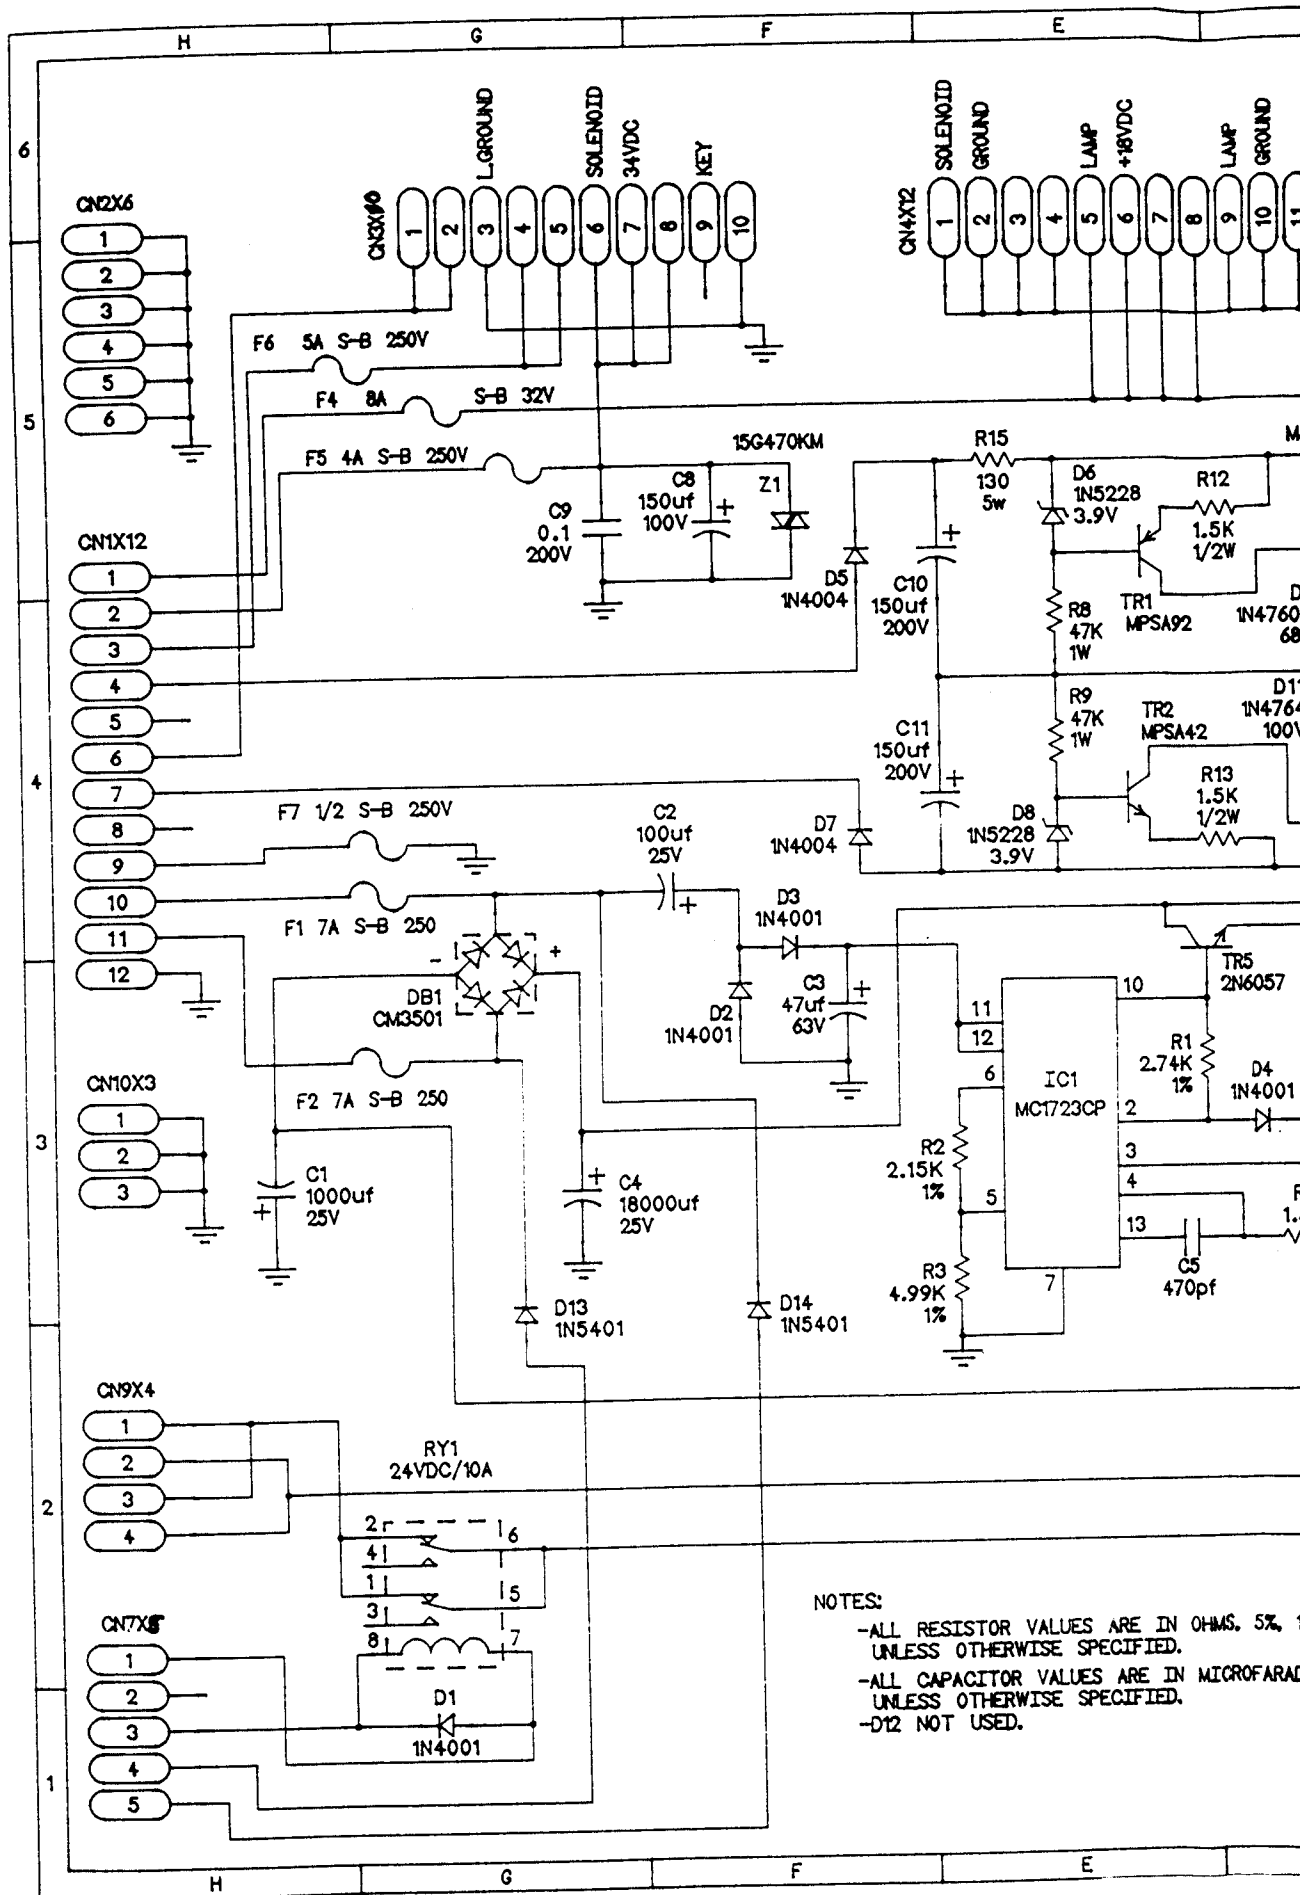 H G F E
6
5
4
3
2
1
CN2X6
1
2
3
4
5
6
L.GROUND
SOLENOID
34VDC
KEY
CN3X10
1 2 3 4 5 6 7 8 9 10
SOLENOID
GROUND
LAMP
+18VDC
LAMP
GROUND
CN4X12
1 2 3 4 5 6 7 8 9 10 11
F6 5A S-B 250V
F4 8A S-B 32V
F5 4A S-B 250V
15G470KM
Z1
C8
150uf
100V
+
C9
0.1
200V
R15
130
5w
D6
1N5228
3.9V
R12
1.5K
1/2W
CN1X12
1
2
3
4
5
6
7
8
9
10
11
12
D5
1N4004
C10
150uf
200V
+
R8
47K
1W
TR1
MPSA92
1N4760
68
R9
47K
1W
TR2
MPSA42
D11
1N4764
100V
C11
150uf
200V
+
R13
1.5K
1/2W
D8
1N5228
3.9V
F7 1/2 S-B 250V
C2
100uf
25V
+
D7
1N4004
F1 7A S-B 250
D3
1N4001
- +
DB1
CM3501
D2
1N4001
C3
47uf
63V
+
TR5
2N6057
F2 7A S-B 250
IC1
MC1723CP
11
12
6
5
7
10
2
3
4
13
R1
2.74K
1%
D4
1N4001
R2
2.15K
1%
R3
4.99K
1%
C5
470pf
CN10X3
1
2
3
C1
1000uf
25V
+
C4
18000uf
25V
+
D13
1N5401
D14
1N5401
CN9X4
1
2
3
4
RY1
24VDC/10A
2
4
1
3
8
6
5
7
D1
1N4001
CN7X5
1
2
3
4
5
NOTES:
-ALL RESISTOR VALUES ARE IN OHMS. 5%,
UNLESS OTHERWISE SPECIFIED.
-ALL CAPACITOR VALUES ARE IN MICROFARAD
UNLESS OTHERWISE SPECIFIED.
-D12 NOT USED.
H G F E